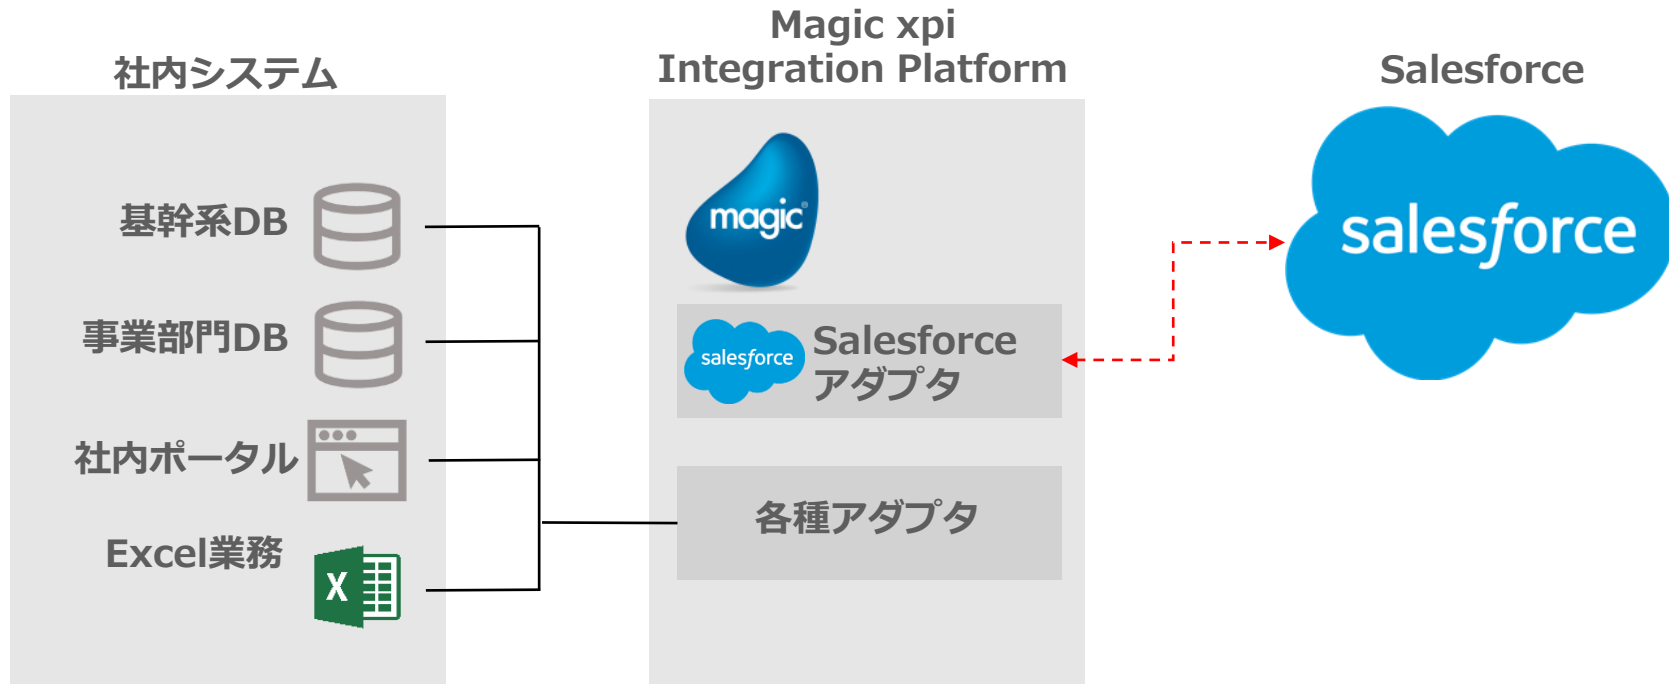 社内システム
基幹系DB
事業部門DB
社内ポータル
Excel業務
X
Magic xpi
Integration Platform
magic®
salesforce
Salesforce
アダプタ
各種アダプタ
Salesforce
salesforce